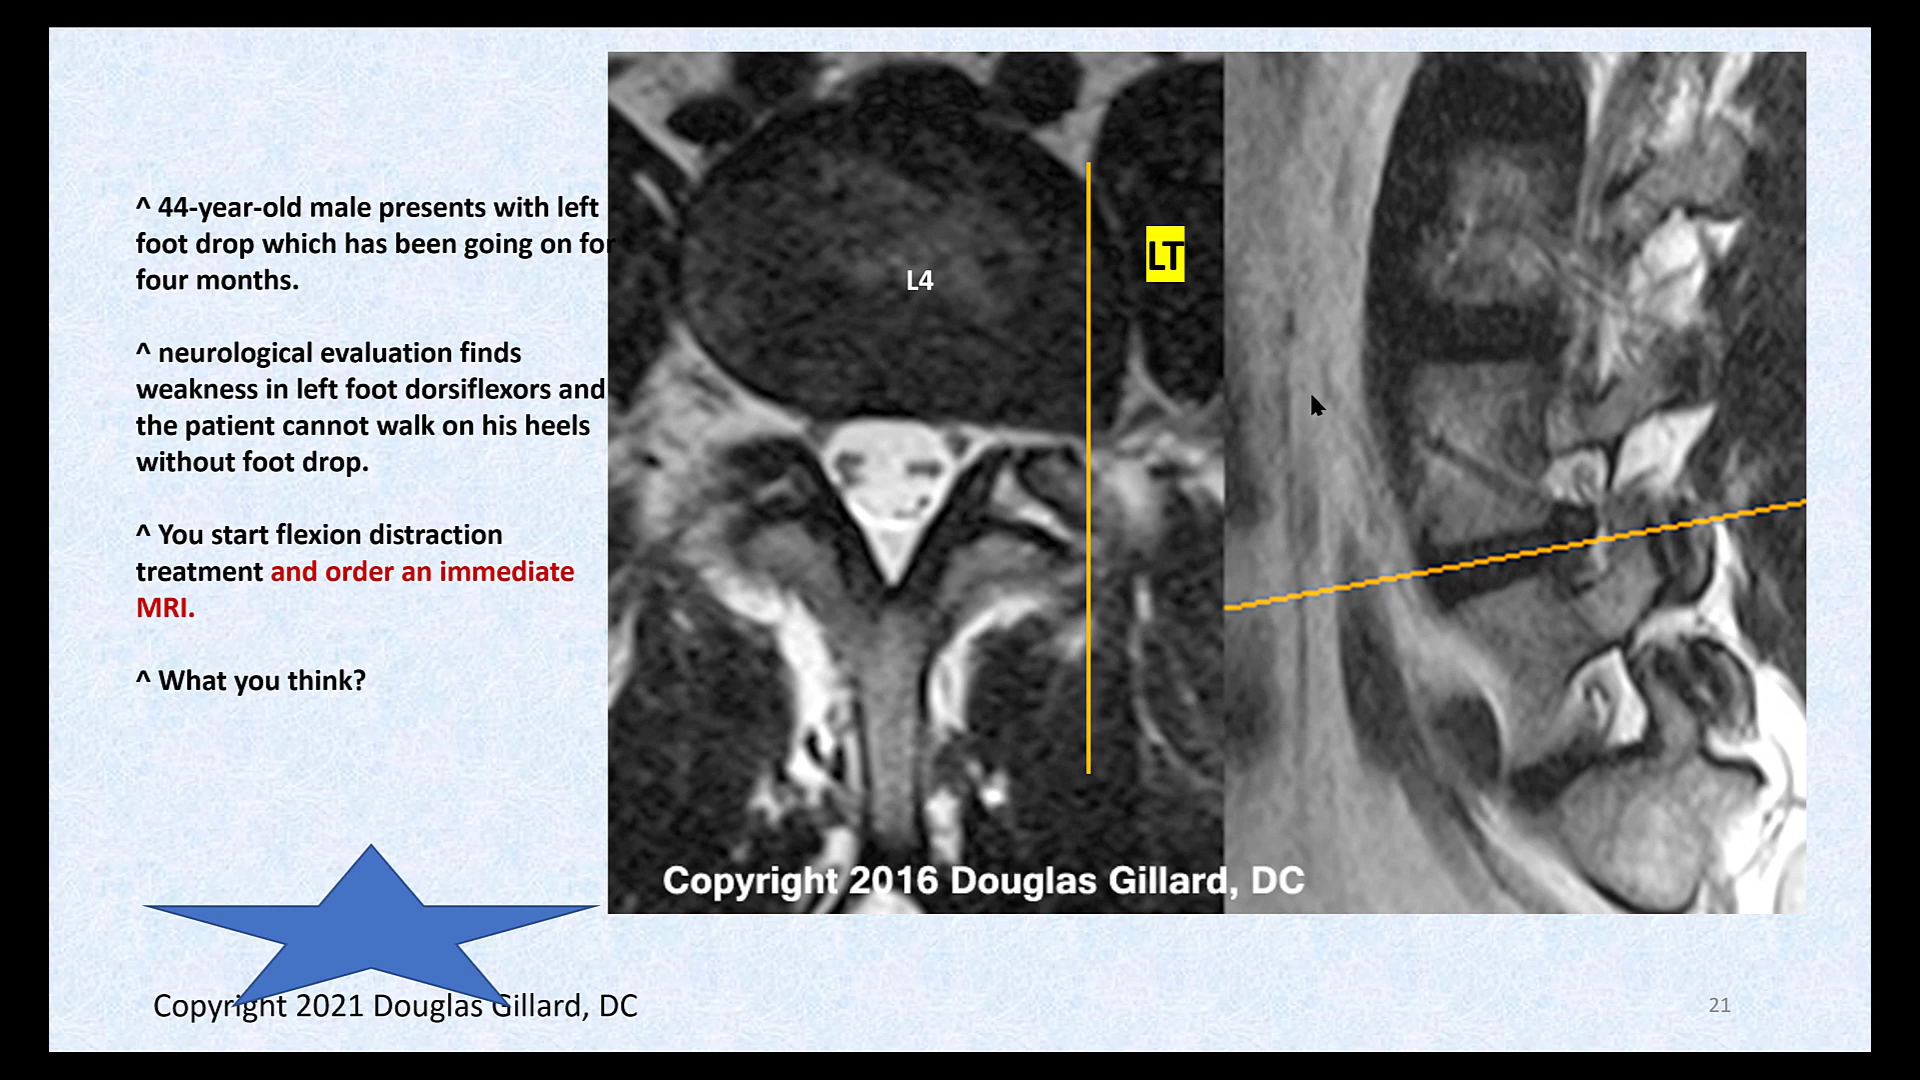 ^ 44-year-old male presents with left
foot drop which has been going on for
four months.
^ neurological evaluation finds
weakness in left foot dorsiflexors and
the patient cannot walk on his heels
without foot drop.
^ You start flexion distraction
treatment and order an immediate
MRI.
^ What you think?
L4
LT
Copyright 2016 Douglas Gillard, DC
Copyright 2021 Douglas Gillard, DC
21